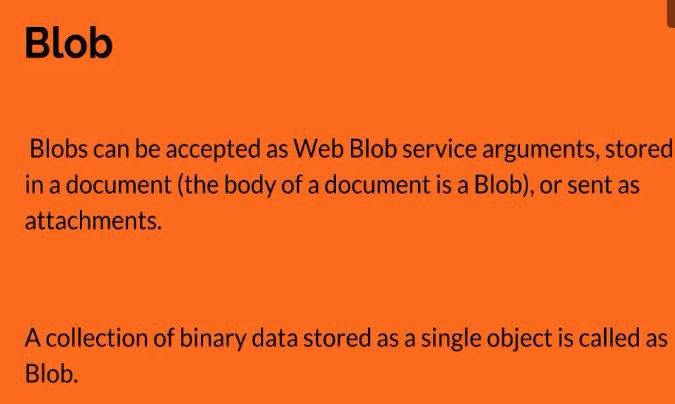 Blob
Blobs can be accepted as Web Blob service arguments, stored
in a document (the body of a document is a Blob), or sent as
attachments.
A collection of binary data stored as a single object is called as
Blob.